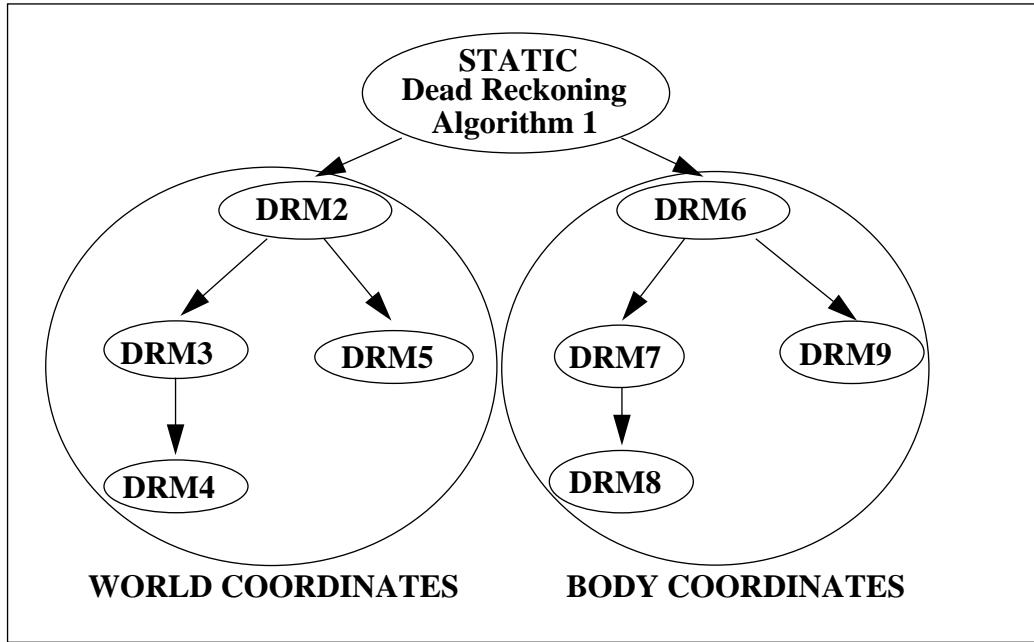 STATIC
Dead Reckoning
Algorithm 1
DRM2
DRM6
DRM3
DRM5
DRM7
DRM9
DRM4
DRM8
WORLD COORDINATES
BODY COORDINATES